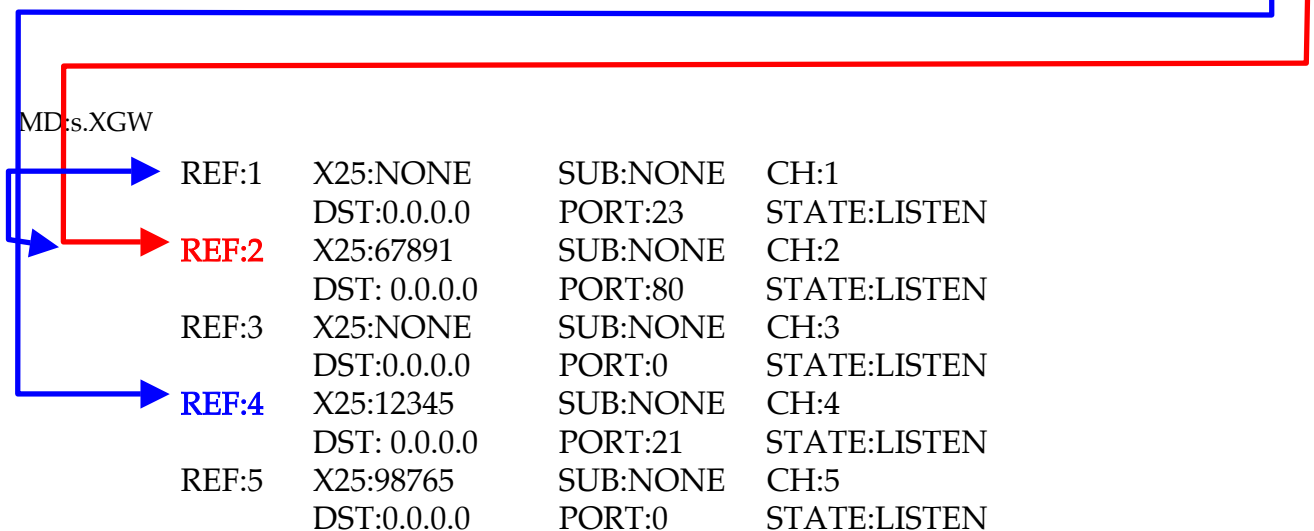 MD:s.XGW
REF:1 X25:NONE SUB:NONE CH:1
DST:0.0.0.0 PORT:23 STATE:LISTEN
REF:2 X25:67891 SUB:NONE CH:2
DST: 0.0.0.0 PORT:80 STATE:LISTEN
REF:3 X25:NONE SUB:NONE CH:3
DST:0.0.0.0 PORT:0 STATE:LISTEN
REF:4 X25:12345 SUB:NONE CH:4
DST: 0.0.0.0 PORT:21 STATE:LISTEN
REF:5 X25:98765 SUB:NONE CH:5
DST:0.0.0.0 PORT:0 STATE:LISTEN